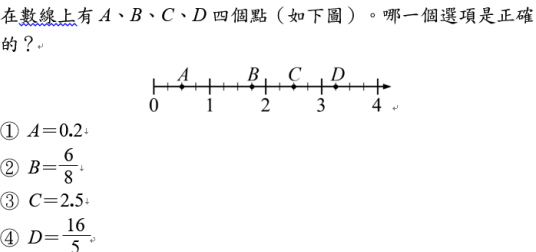 在數線上有 A、B、C、D 四個點（如下圖）。哪一個選項是正確
的？
A B C D
0 1 2 3 4
① A=0.2
② B=6/8
③ C=2.5
④ D=16/5